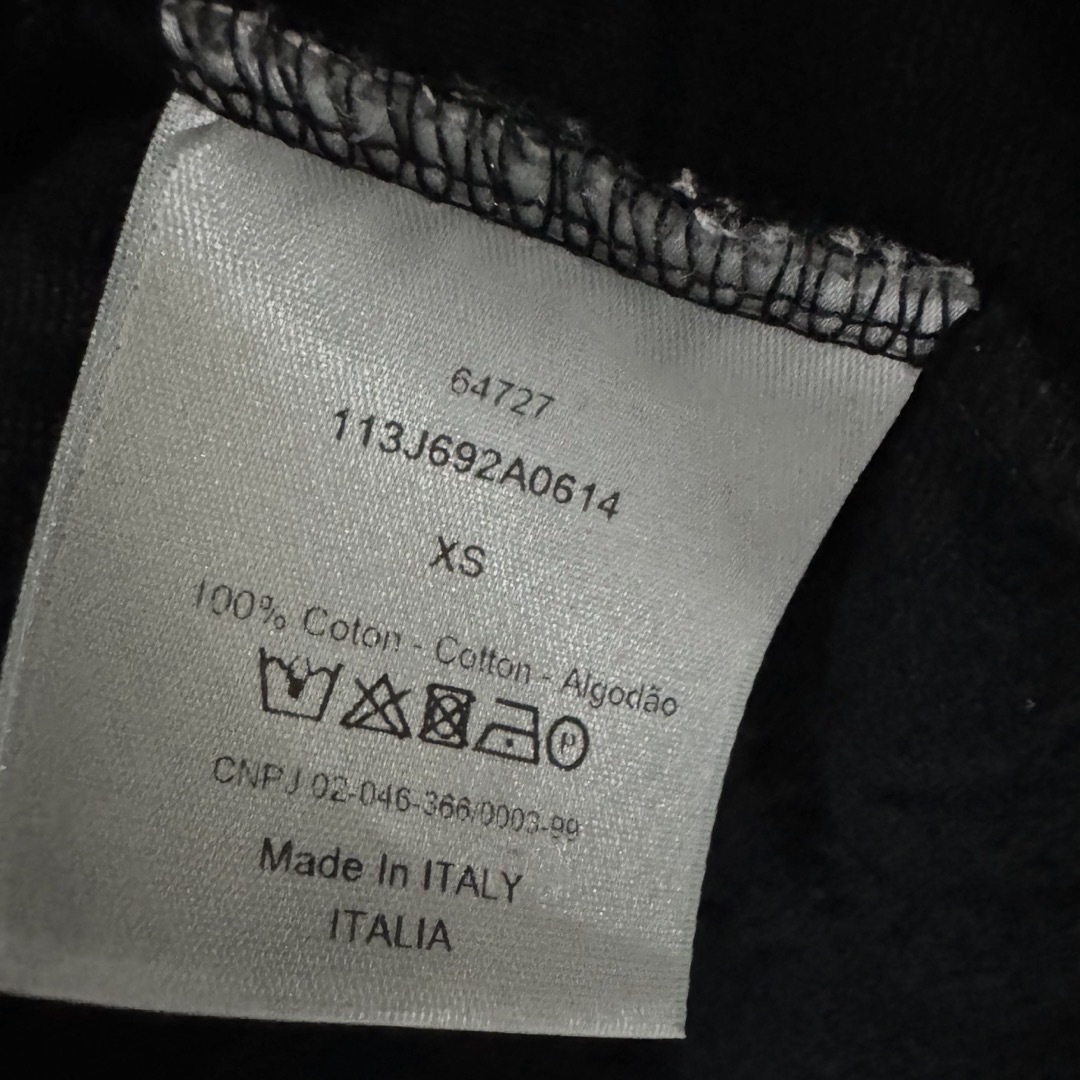 64727
113J692A0614
XS
100% Coton - Cotton - Algodão
P
CNPJ 02-046-366/0003-99
Made In ITALY
ITALIA